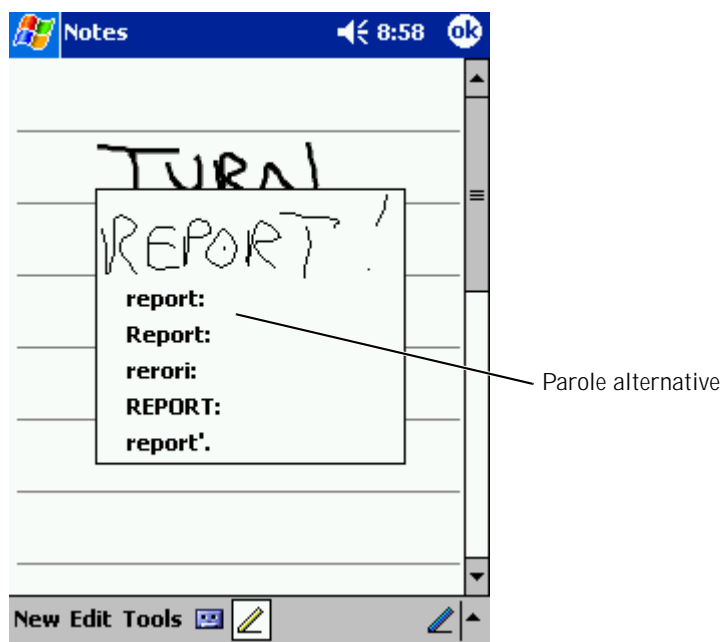 Notes 8:58 ok
TURN
REPORT!
report:
Report:
rerori:
REPORT:
report'.
Parole alternative
New Edit Tools